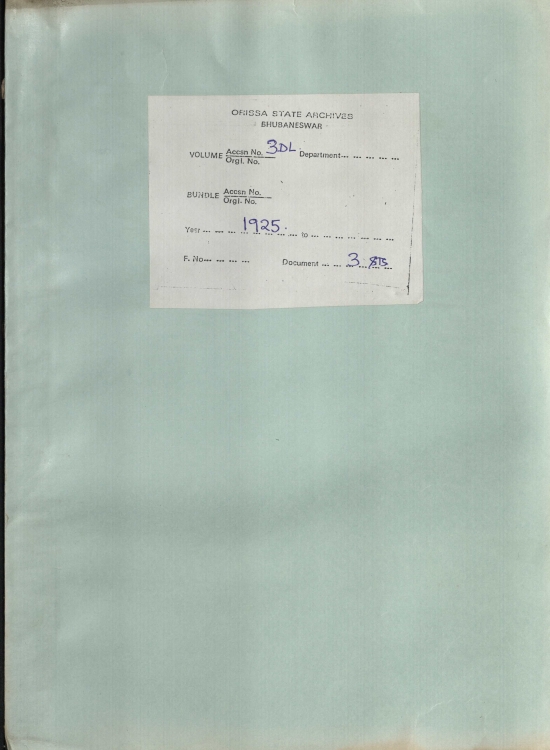 ORISSA STATE ARCHIVES
BHUBANESWAR
VOLUME Accsn No. 3DL Department... ... ... ... ...
Orgl. No.
BUNDLE Accsn No.
Orgl. No.
Year ... ... ... 1925. ... ... to ... ... ... ... ... ... ...
F. No... ... ... ... Document ... ... 3